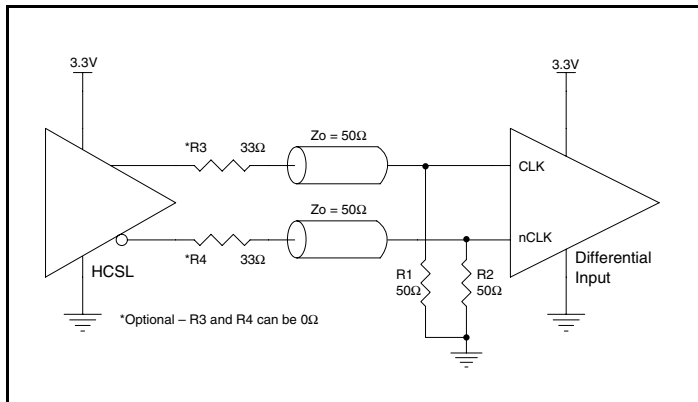 3.3V
3.3V
*R3 33Ω
Zo = 50Ω
CLK
Zo = 50Ω
nCLK
*R4 33Ω
HCSL
R1
50Ω
R2
50Ω
Differential
Input
*Optional – R3 and R4 can be 0Ω